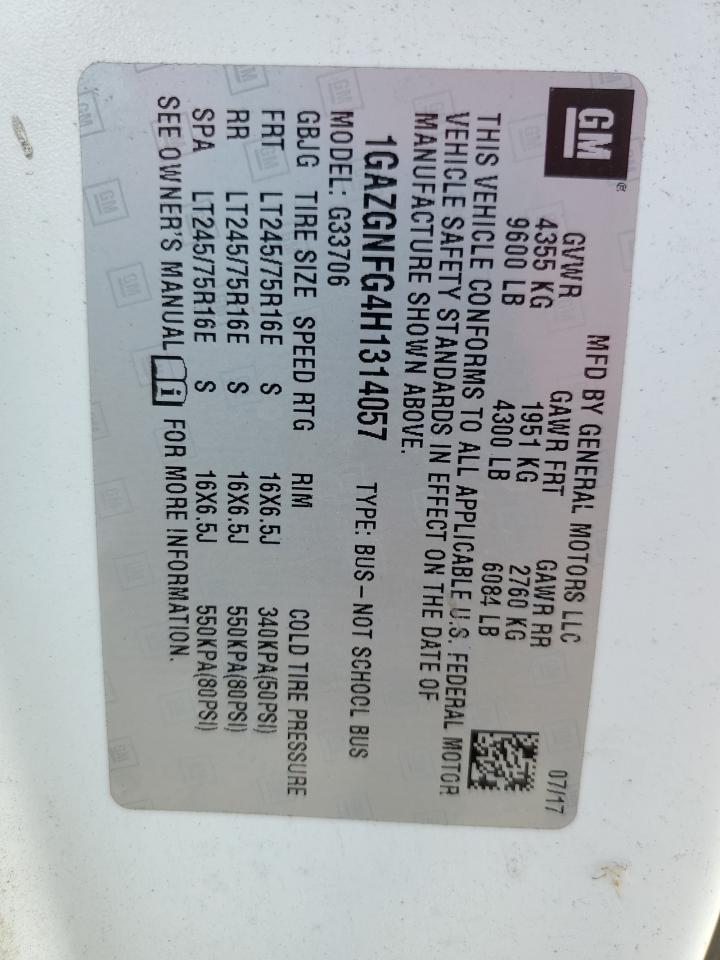 GM
MFD BY GENERAL MOTORS LLC 07/17
GVWR GAWR FRT GAWR RR
4355 KG 1951 KG 2760 KG
9600 LB 4300 LB 6084 LB
THIS VEHICLE CONFORMS TO ALL APPLICABLE U.S. FEDERAL MOTOR
VEHICLE SAFETY STANDARDS IN EFFECT ON THE DATE OF
MANUFACTURE SHOWN ABOVE.
1GAZGNFG4H1314057 TYPE: BUS – NOT SCHOOL BUS
MODEL: G33706
GBJG TIRE SIZE SPEED RTG RIM COLD TIRE PRESSURE
FRT LT245/75R16E S 16X6.5J 340KPA(50PSI)
RR LT245/75R16E S 16X6.5J 550KPA(80PSI)
SPA LT245/75R16E S 16X6.5J 550KPA(80PSI)
SEE OWNER'S MANUAL i FOR MORE INFORMATION.